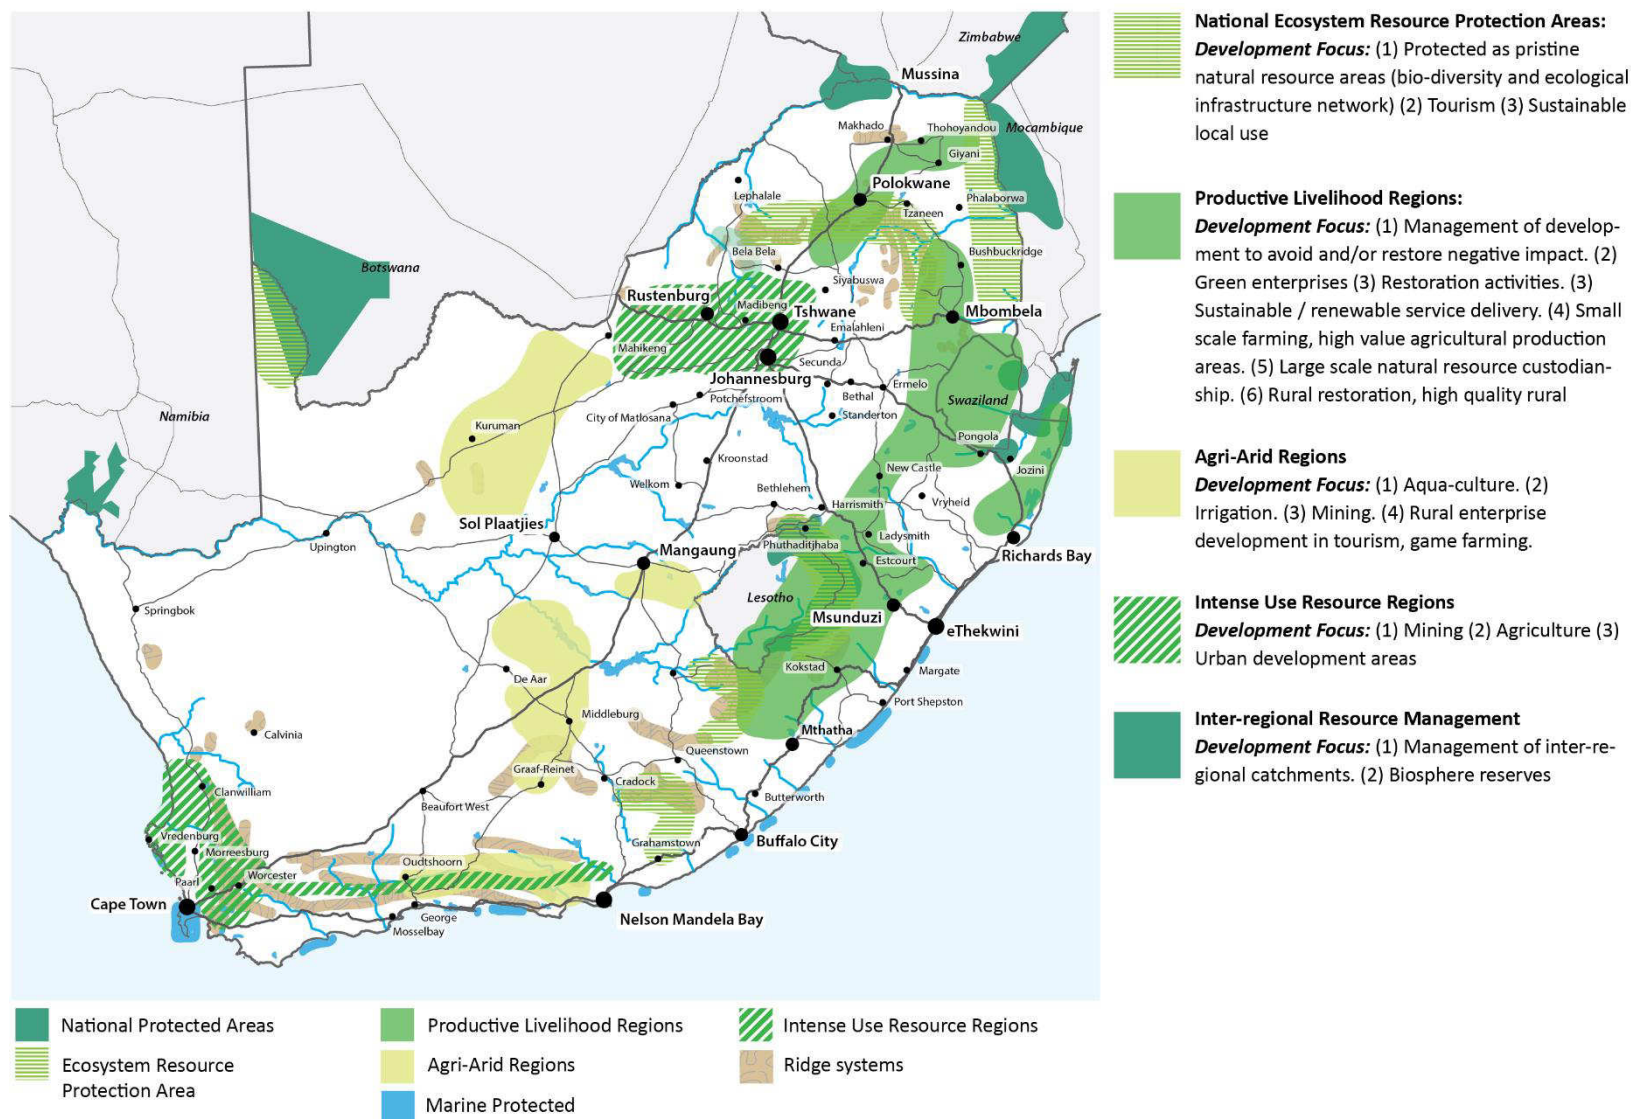 Zimbabwe
Mussina
Mocambique
Makhado
Thohoyandou
Giyani
Polokwane
Lephalale
Tzaneen
Phalaborwa
Bela Bela
Bushbuckridge
Botswana
Siyabuswa
Rustenburg
Madibeng
Tshwane
Mbombela
Emalahleni
Mahikeng
Secunda
Johannesburg
Ermelo
Potchefstroom
Bethal
Swaziland
City of Matlosana
Standerton
Namibia
Kuruman
Pongola
Kroonstad
New Castle
Jozini
Welkom
Bethlehem
Vryheid
Harrismith
Sol Plaatjies
Upington
Mangaung
Phuthaditjhaba
Ladysmith
Richards Bay
Estcourt
Springbok
Lesotho
Msunduzi
eThekwini
Kokstad
Margate
De Aar
Port Shepston
Middleburg
Calvinia
Mthatha
Queenstown
Graaf-Reinet
Cradock
Clanwilliam
Beaufort West
Butterworth
Vredenburg
Buffalo City
Grahamstown
Morreesburg
Oudtshoorn
Paarl
Worcester
Cape Town
George
Nelson Mandela Bay
Mosselbay
National Ecosystem Resource Protection Areas:
Development Focus: (1) Protected as pristine
natural resource areas (bio-diversity and ecological
infrastructure network) (2) Tourism (3) Sustainable
local use
Productive Livelihood Regions:
Development Focus: (1) Management of develop-
ment to avoid and/or restore negative impact. (2)
Green enterprises (3) Restoration activities. (3)
Sustainable / renewable service delivery. (4) Small
scale farming, high value agricultural production
areas. (5) Large scale natural resource custodian-
ship. (6) Rural restoration, high quality rural
Agri-Arid Regions
Development Focus: (1) Aqua-culture. (2)
Irrigation. (3) Mining. (4) Rural enterprise
development in tourism, game farming.
Intense Use Resource Regions
Development Focus: (1) Mining (2) Agriculture (3)
Urban development areas
Inter-regional Resource Management
Development Focus: (1) Management of inter-re-
gional catchments. (2) Biosphere reserves
National Protected Areas
Ecosystem Resource
Protection Area
Productive Livelihood Regions
Agri-Arid Regions
Marine Protected
Intense Use Resource Regions
Ridge systems